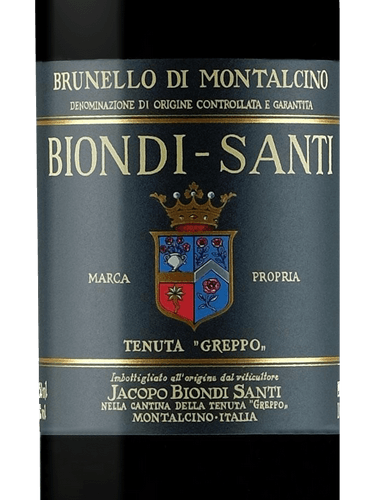 BRUNELLO DI MONTALCINO
DENOMINAZIONE DI ORIGINE CONTROLLATA E GARANTITA
BIONDI-SANTI
MARCA PROPRIA
TENUTA "GREPPO„
Imbottigliato all'origine dal viticultore
JACOPO BIONDI SANTI
NELLA CANTINA DELLA TENUTA "GREPPO„
MONTALCINO-ITALIA